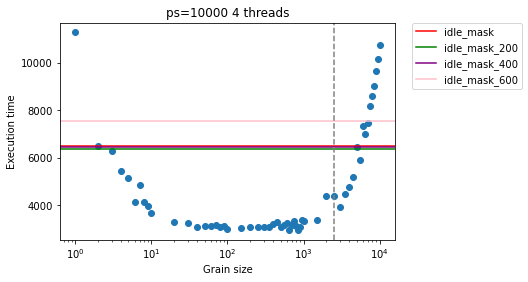 ps=10000 4 threads
idle_mask
idle_mask_200
idle_mask_400
idle_mask_600
Execution time
10000
8000
6000
4000
10^0
10^1
10^2
10^3
10^4
Grain size